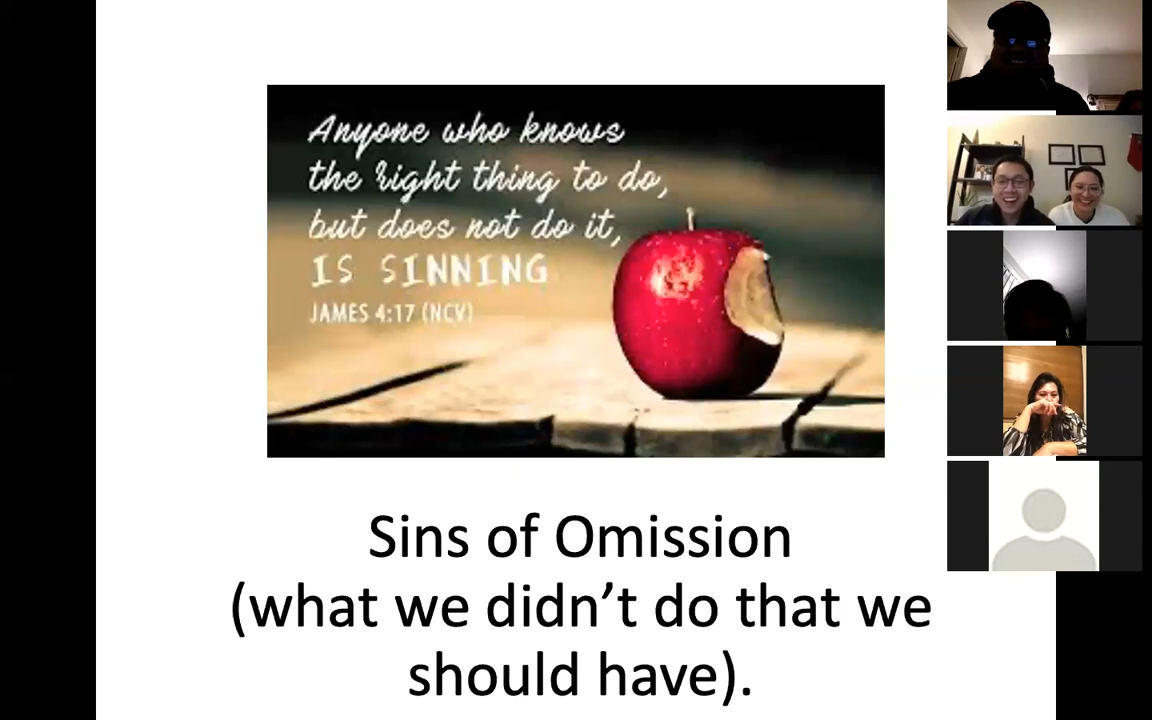 Anyone who knows
the right thing to do,
but does not do it,
IS SINNING
JAMES 4:17 (NCV)
Sins of Omission
(what we didn’t do that we
should have).